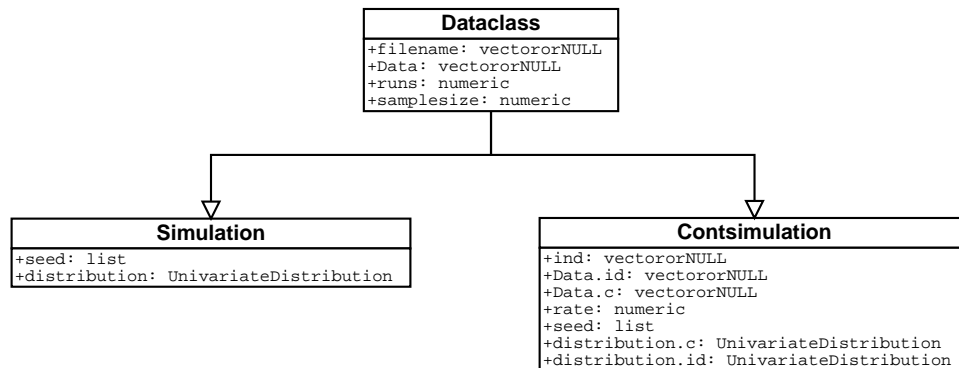 Dataclass
+filename: vectororNULL
+Data: vectororNULL
+runs: numeric
+samplesize: numeric
Simulation
+seed: list
+distribution: UnivariateDistribution
Contsimulation
+ind: vectororNULL
+Data.id: vectororNULL
+Data.c: vectororNULL
+rate: numeric
+seed: list
+distribution.c: UnivariateDistribution
+distribution.id: UnivariateDistribution